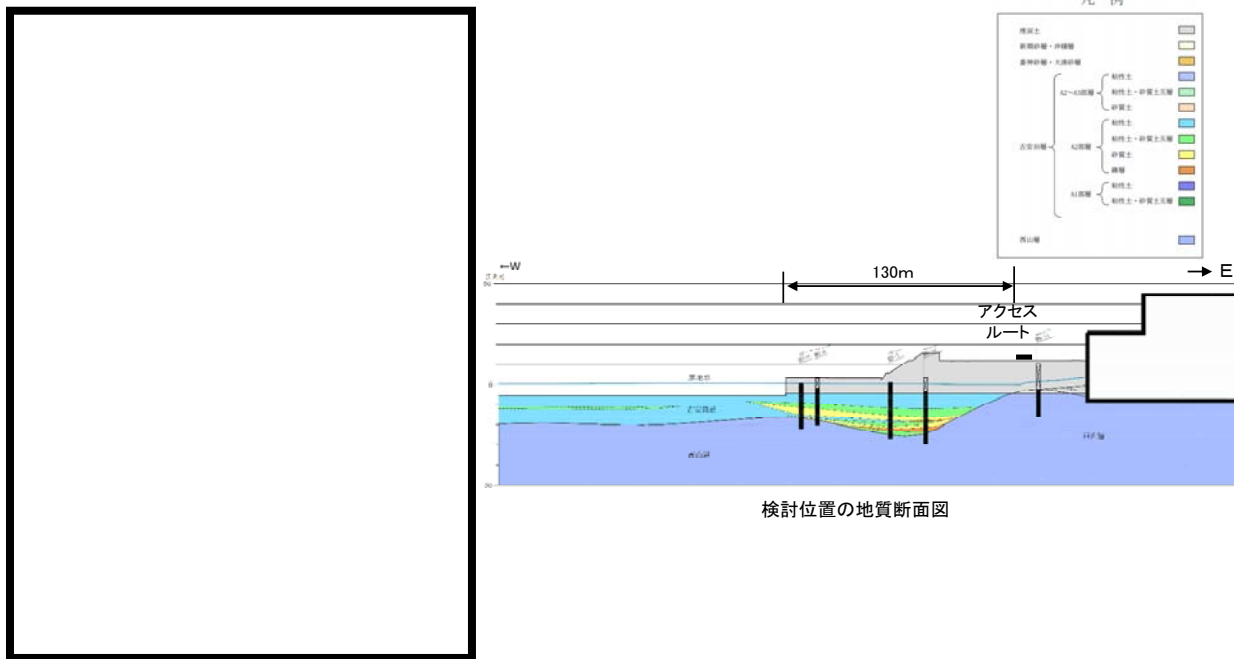 凡 例
埋戻土
新期砂層・沖積層
番神砂層・大湊砂層
粘性土
A2～A3部層
粘性土・砂質土互層
砂質土
粘性土
古安田層
A2部層
粘性土・砂質土互層
砂質土
礫層
粘性土
A1部層
粘性土・砂質土互層
西山層
←W
130m
→ E
アクセス
ルート
古安田層
西山層
西山層
検討位置の地質断面図